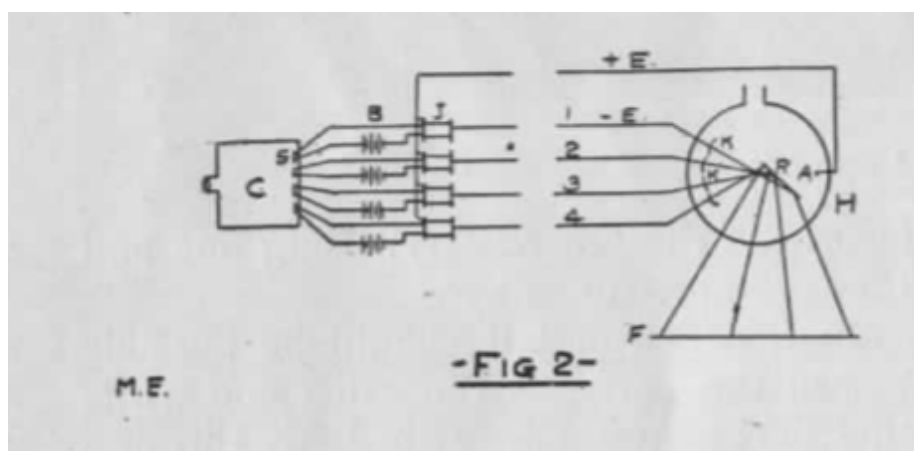 + E.
B J 1 - E.
S 2 K
C K R A
3 H
4
F
- FIG 2 -
M.E.